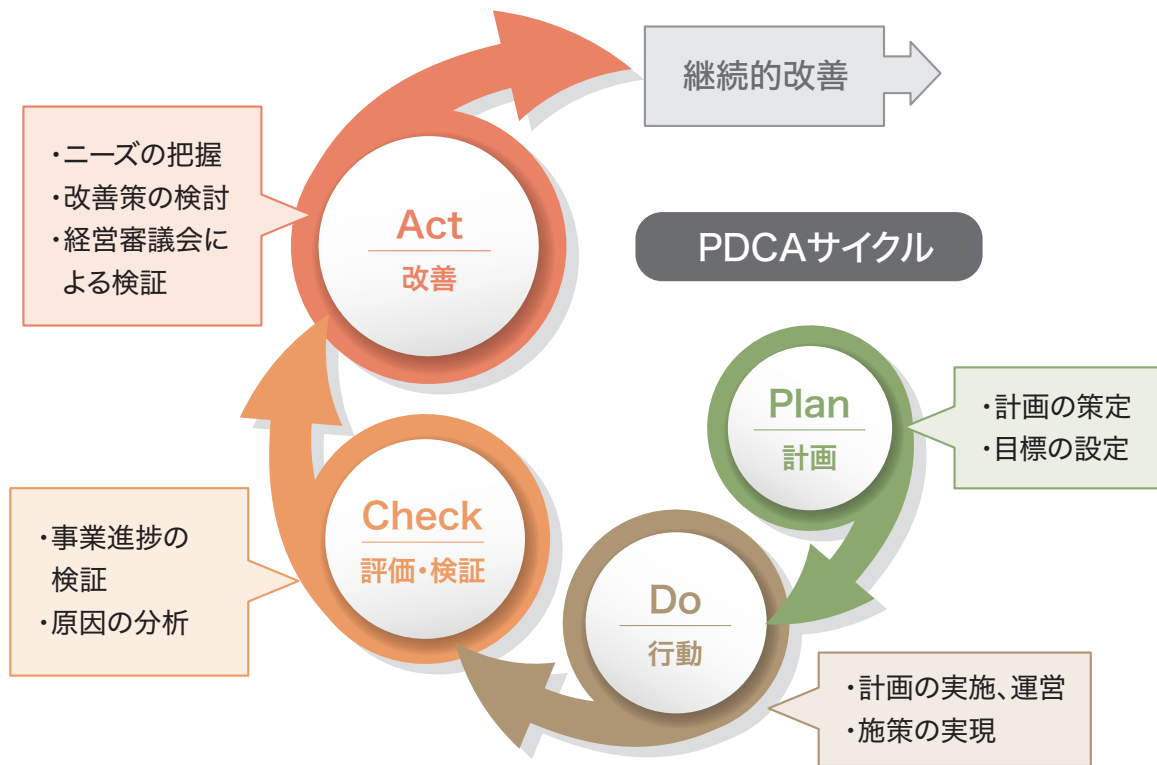 継続的改善
PDCAサイクル
Act
改善
・ニーズの把握
・改善策の検討
・経営審議会に
よる検証
Plan
計画
・計画の策定
・目標の設定
Check
評価・検証
・事業進捗の
検証
・原因の分析
Do
行動
・計画の実施、運営
・施策の実現